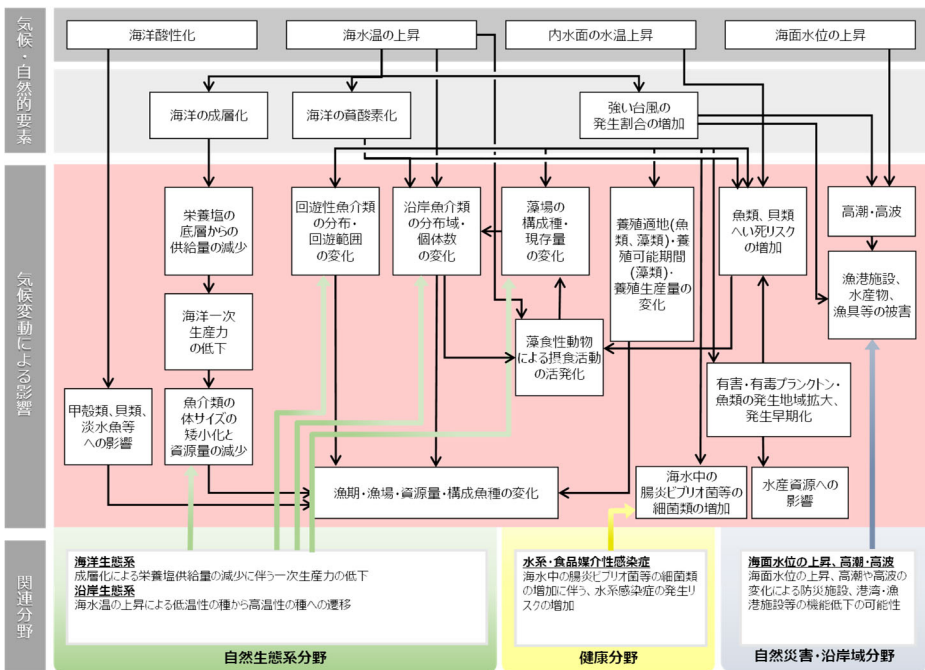 気候・自然的要素
海洋酸性化
海水温の上昇
内水面の水温上昇
海面水位の上昇
海洋の成層化
海洋の貧酸素化
強い台風の
発生割合の増加
気候変動による影響
栄養塩の
底層からの
供給量の減少
回遊性魚介類
の分布・
回遊範囲
の変化
沿岸魚介類
の分布域・
個体数
の変化
藻場の
構成種・
現存量
の変化
養殖適地(魚
類、藻類)・養
殖可能期間
(藻類)・
養殖生産量の
変化
魚類、貝類
へい死リスク
の増加
高潮・高波
漁港施設、
水産物、
漁具等の被害
海洋一次
生産力
の低下
藻食性動物
による摂食活動
の活発化
甲殻類、貝類、
淡水魚等
への影響
魚介類の
体サイズの
矮小化と
資源量の減少
有害・有毒プランクトン・
魚類の発生地域拡大、
発生早期化
漁期・漁場・資源量・構成魚種の変化
海水中の
腸炎ビブリオ菌等の
細菌類の増加
水産資源への
影響
関連分野
海洋生態系
成層化による栄養塩供給量の減少に伴う一次生産力の低下
沿岸生態系
海水温の上昇による低温性の種から高温性の種への遷移
自然生態系分野
水系・食品媒介性感染症
海水中の腸炎ビブリオ菌等の細菌類
の増加に伴う、水系感染症の発生リ
スクの増加
健康分野
海面水位の上昇、高潮・高波
海面水位の上昇、高潮や高波の
変化による防災施設、港湾・漁
港施設等の機能低下の可能性
自然災害・沿岸域分野